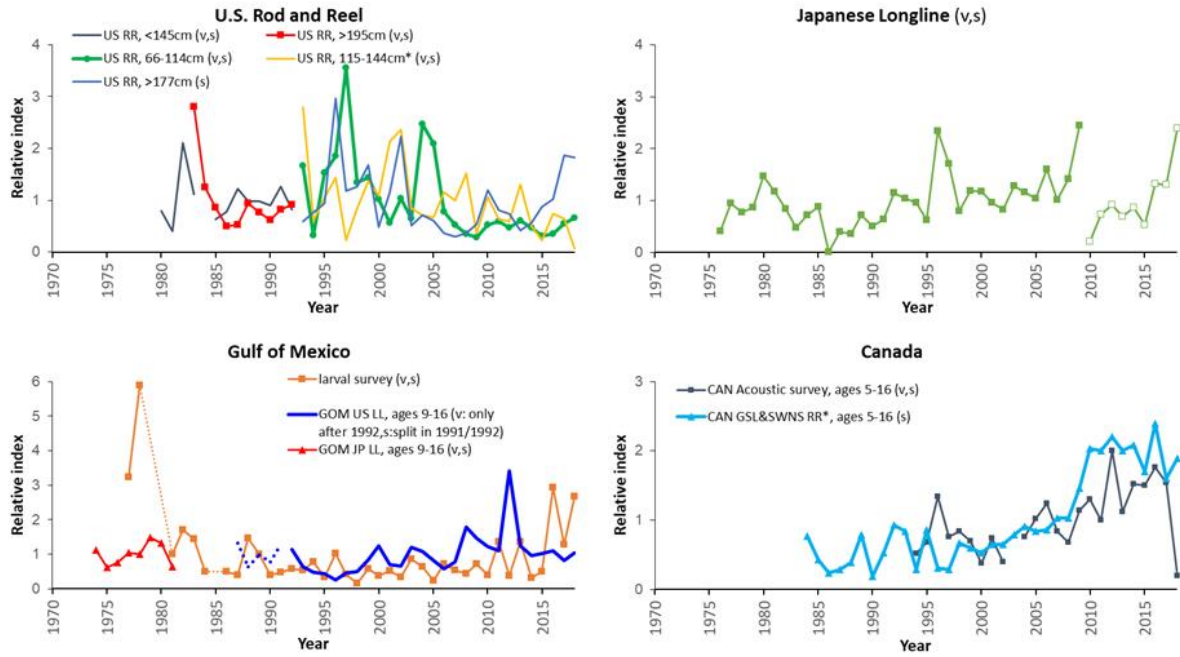 U.S. Rod and Reel
US RR, <145cm (v,s)
US RR, >195cm (v,s)
US RR, 66-114cm (v,s)
US RR, 115-144cm* (v,s)
US RR, >177cm (s)
Relative index
4
3
2
1
0
1970
1975
1980
1985
1990
1995
2000
2005
2010
2015
Year
Japanese Longline (v,s)
Relative index
4
3
2
1
0
1970
1975
1980
1985
1990
1995
2000
2005
2010
2015
Year
Gulf of Mexico
larval survey (v,s)
GOM US LL, ages 9-16 (v: only
after 1992,s:split in 1991/1992)
GOM JP LL, ages 9-16 (v,s)
Relative index
6
5
4
3
2
1
0
1970
1975
1980
1985
1990
1995
2000
2005
2010
2015
Year
Canada
CAN Acoustic survey, ages 5-16 (v,s)
CAN GSL&SWNS RR*, ages 5-16 (s)
Relative index
3
2
1
0
1970
1975
1980
1985
1990
1995
2000
2005
2010
2015
Year